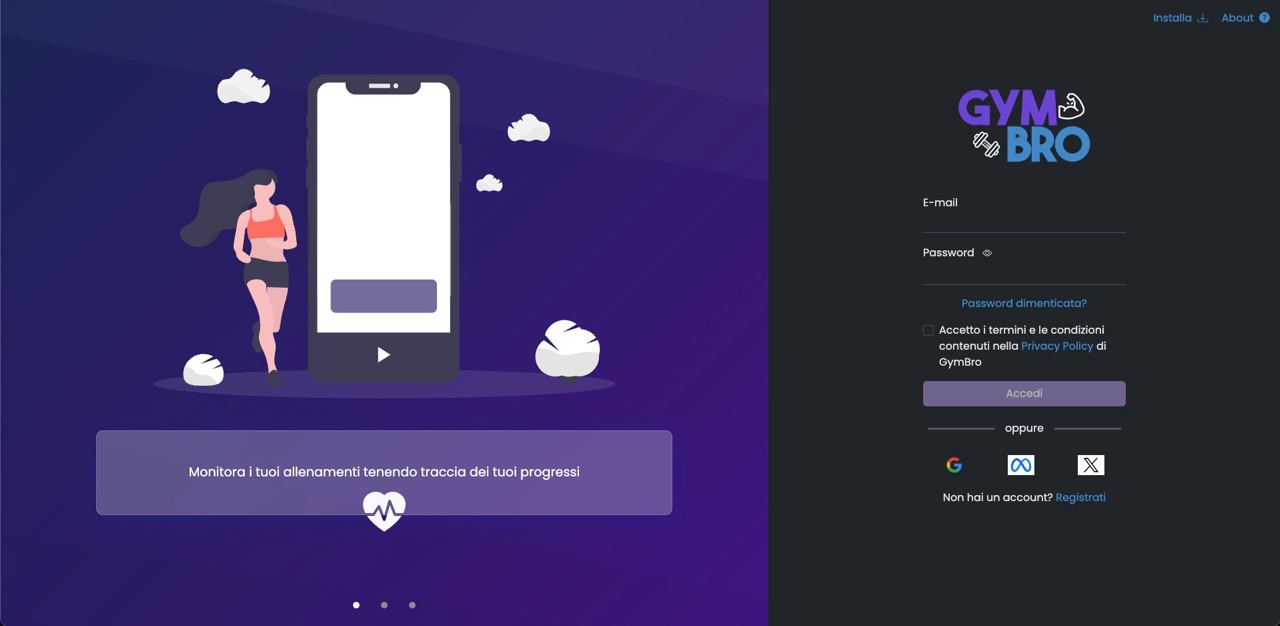 Installa
About
GYM
BRO
E-mail
Password
Password dimenticata?
Accetto i termini e le condizioni
contenuti nella Privacy Policy di
GymBro
Accedi
oppure
Non hai un account? Registrati
Monitora i tuoi allenamenti tenendo traccia dei tuoi progressi